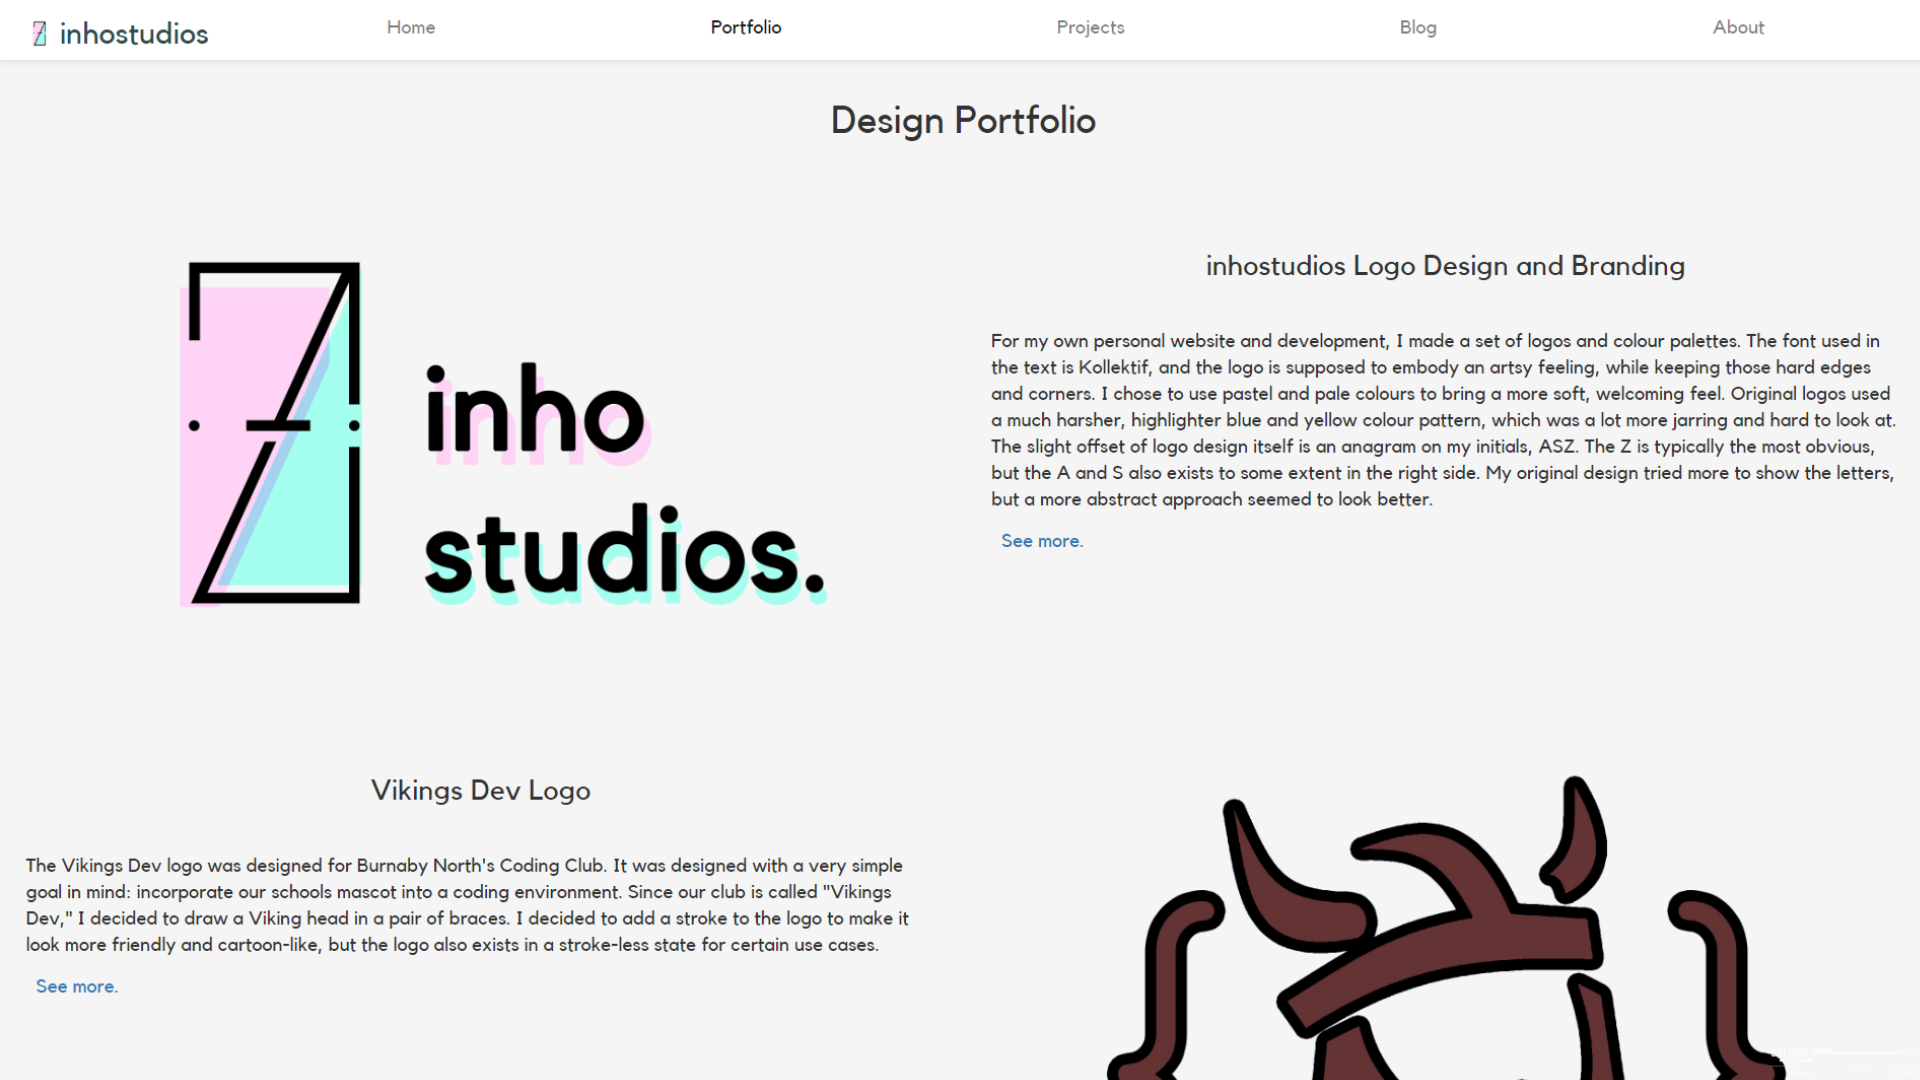 inhostudios
Home
Portfolio
Projects
Blog
About
Design Portfolio
inho
studios.
inhostudios Logo Design and Branding
For my own personal website and development, I made a set of logos and colour palettes. The font used in
the text is Kollektif, and the logo is supposed to embody an artsy feeling, while keeping those hard edges
and corners. I chose to use pastel and pale colours to bring a more soft, welcoming feel. Original logos used
a much harsher, highlighter blue and yellow colour pattern, which was a lot more jarring and hard to look at.
The slight offset of logo design itself is an anagram on my initials, ASZ. The Z is typically the most obvious,
but the A and S also exists to some extent in the right side. My original design tried more to show the letters,
but a more abstract approach seemed to look better.
See more.
Vikings Dev Logo
The Vikings Dev logo was designed for Burnaby North's Coding Club. It was designed with a very simple
goal in mind: incorporate our schools mascot into a coding environment. Since our club is called "Vikings
Dev," I decided to draw a Viking head in a pair of braces. I decided to add a stroke to the logo to make it
look more friendly and cartoon-like, but the logo also exists in a stroke-less state for certain use cases.
See more.